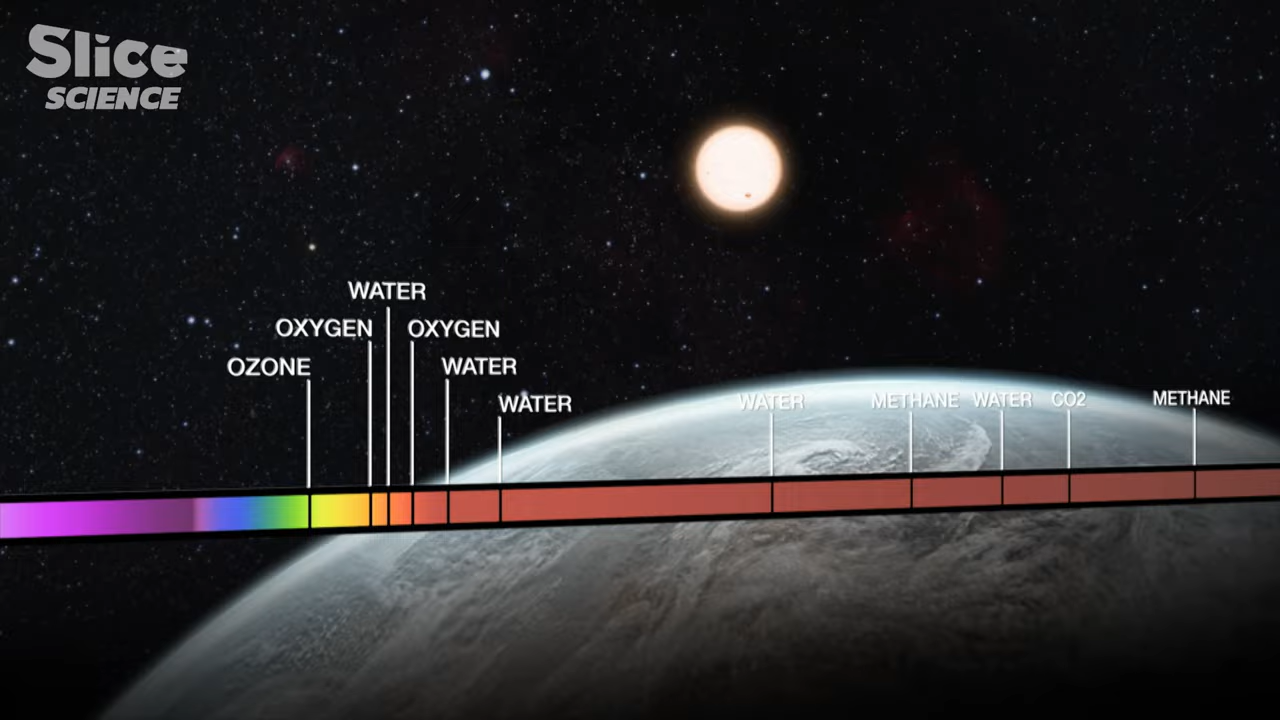 Slice
SCIENCE
WATER
OXYGEN
OXYGEN
OZONE
WATER
WATER
WATER
METHANE
WATER
CO2
METHANE